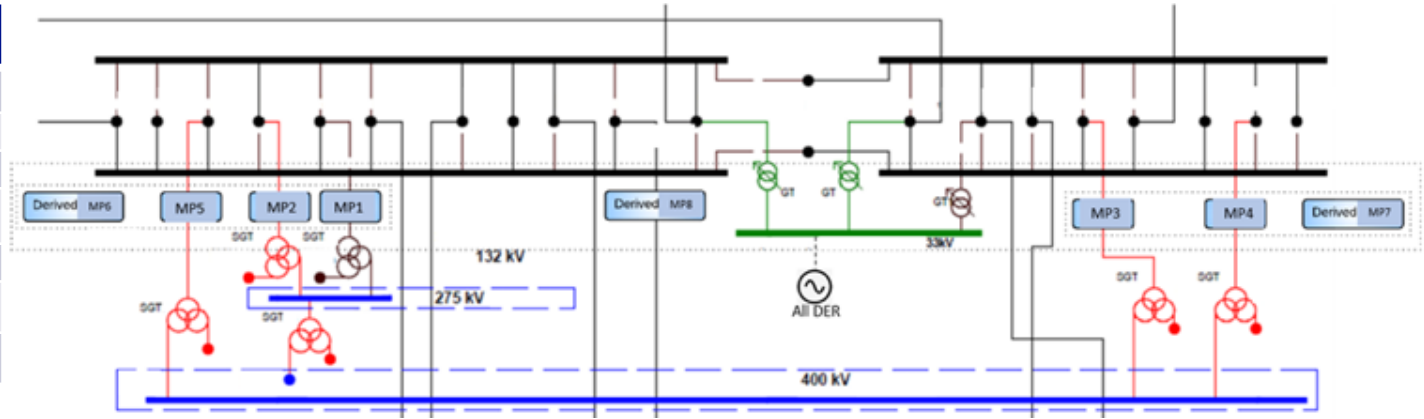 Derived MP6
MP5
MP2
MP1
Derived MP8
GT
GT
GT
MP3
MP4
Derived MP7
SGT
SGT
33kV
132 kV
SGT
SGT
275 kV
All DER
SGT
SGT
400 kV